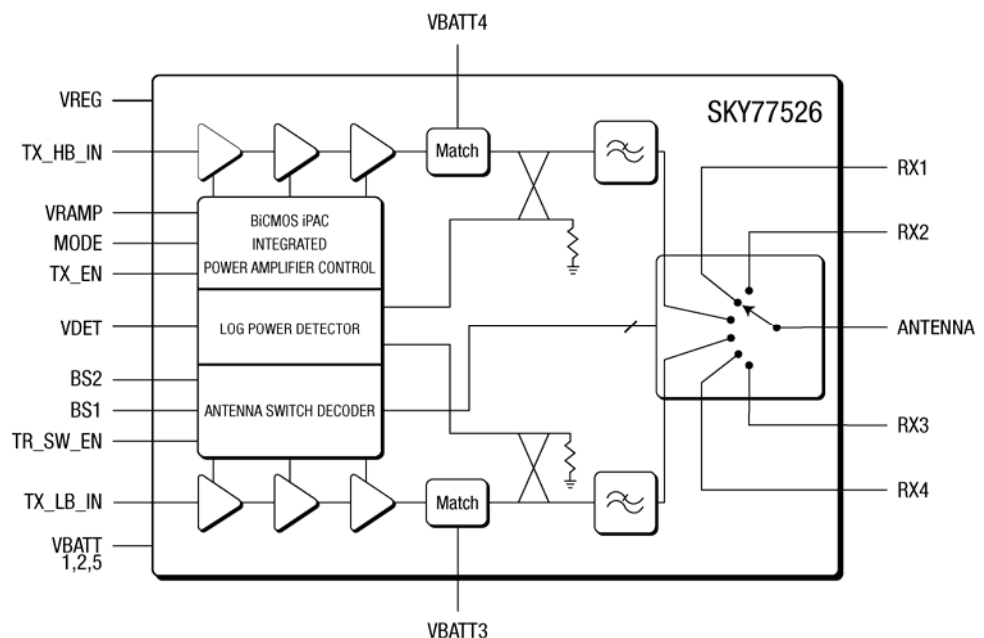 VBATT4
SKY77526
VREG
TX_HB_IN
Match
RX1
VRAMP
BiCMOS iPAC
INTEGRATED
POWER AMPLIFIER CONTROL
RX2
MODE
TX_EN
VDET
LOG POWER DETECTOR
ANTENNA
BS2
BS1
ANTENNA SWITCH DECODER
RX3
TR_SW_EN
RX4
TX_LB_IN
Match
VBATT
1,2,5
VBATT3